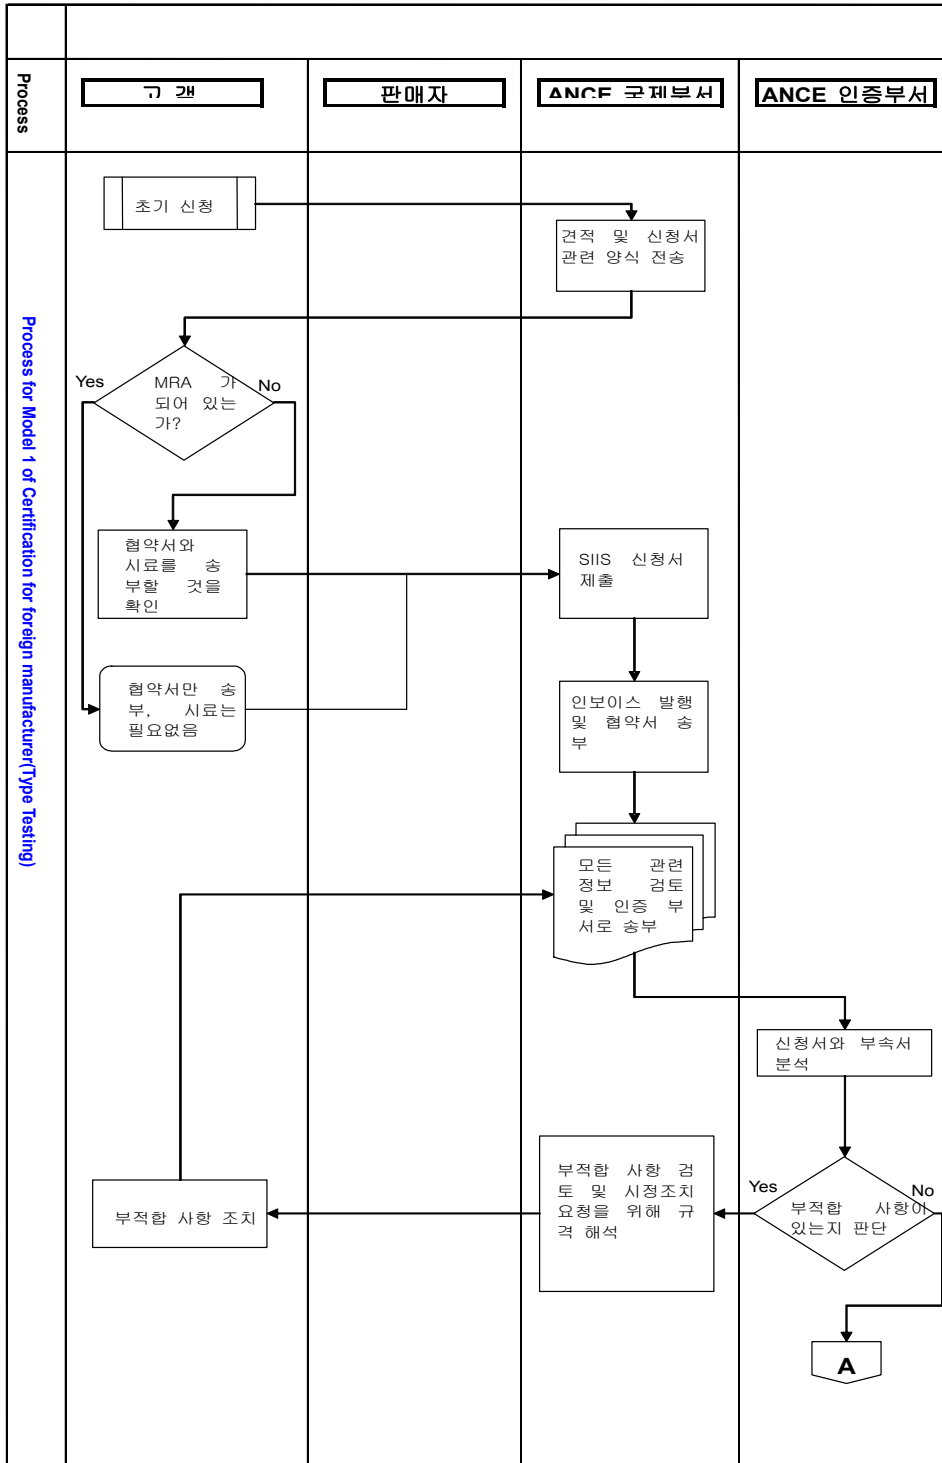 Process
고 객
판매자
ANCE 국제부서
ANCE 인증부서
Process for Model 1 of Certification for foreign manufacturer(Type Testing)
초기 신청
견적 및 신청서
관련 양식 전송
Yes
MRA 가
되어 있는
가?
No
협약서와
시료를 송
부할 것을
확인
SIIS 신청서
제출
협약서만 송
부, 시료는
필요없음
인보이스 발행
및 협약서 송
부
모든 관련
정보 검토
및 인증 부
서로 송부
신청서와 부속서
분석
부적합 사항 조치
부적합 사항 검
토 및 시정조치
요청을 위해 규
격 해석
Yes
부적합 사항이
있는지 판단
No
A